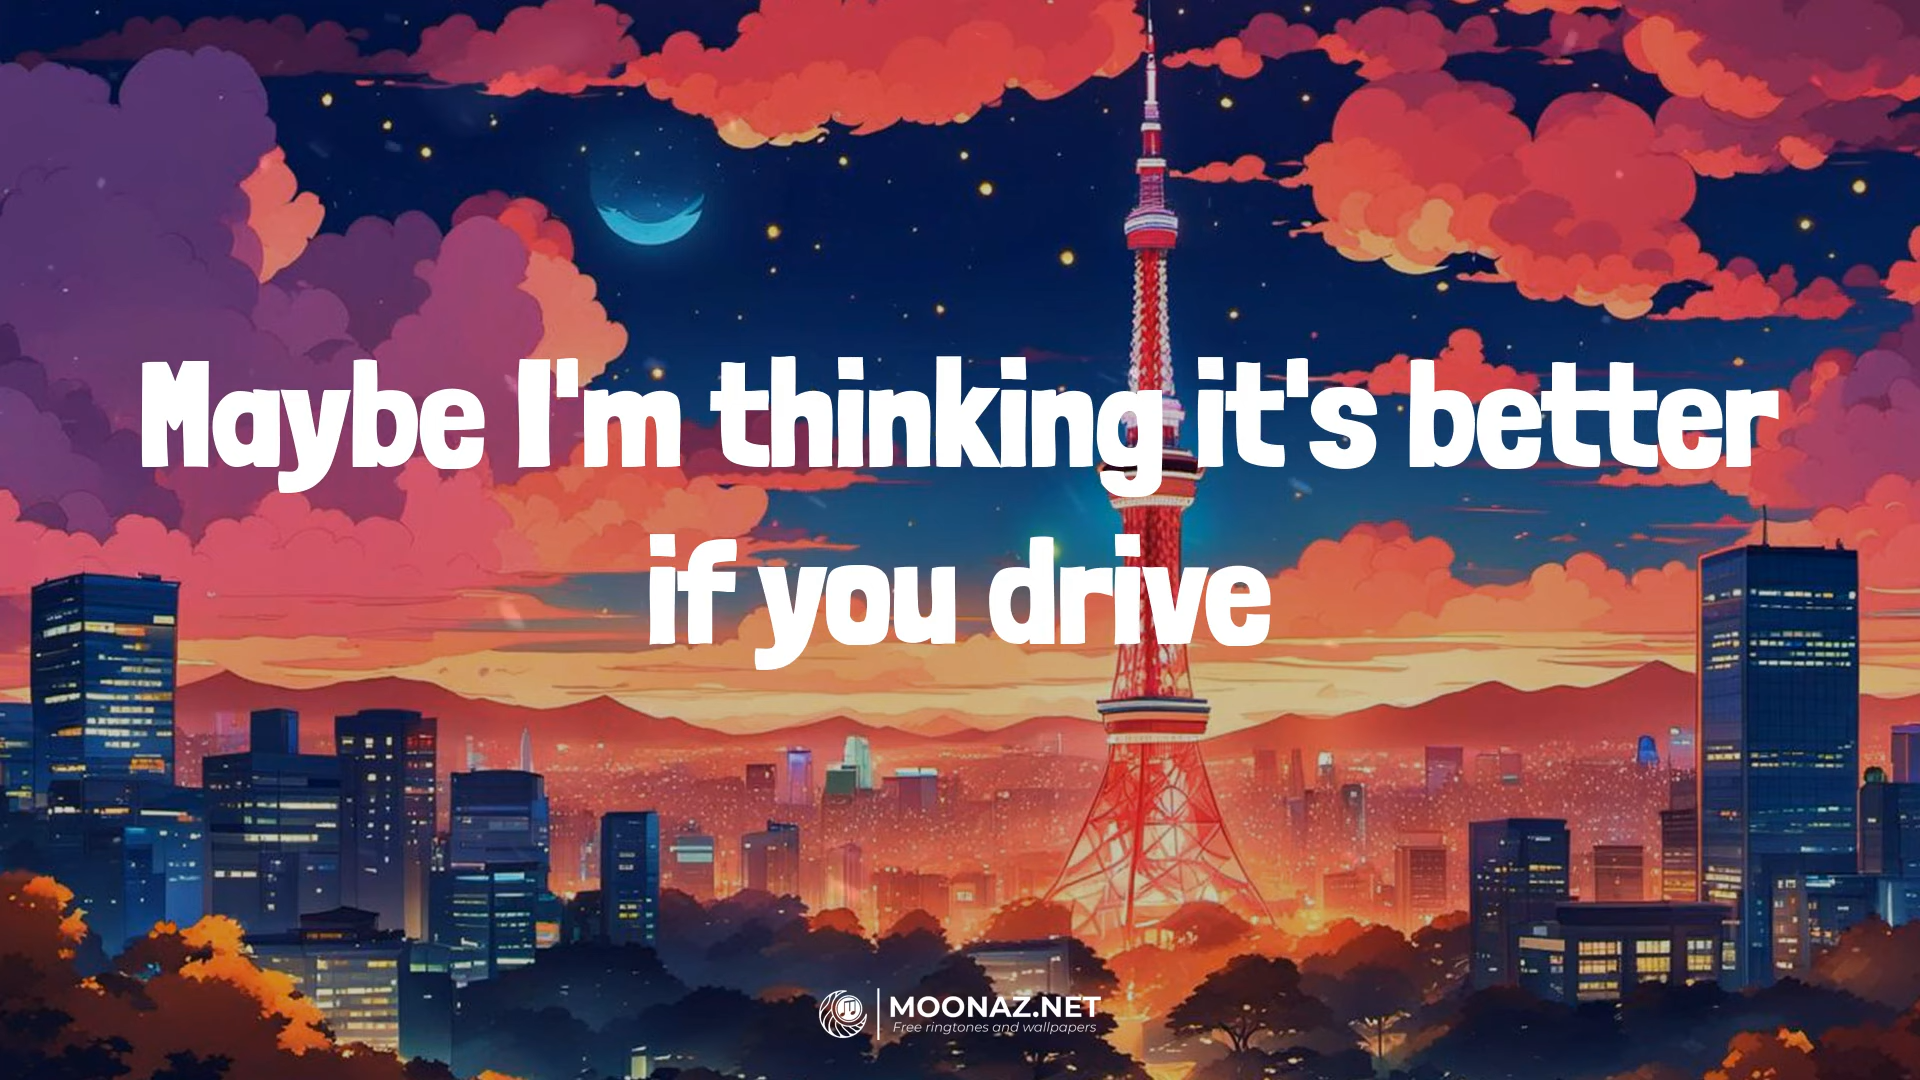 Maybe I'm thinking it's better
if you drive
MOONAZ.NET
Free ringtones and wallpapers